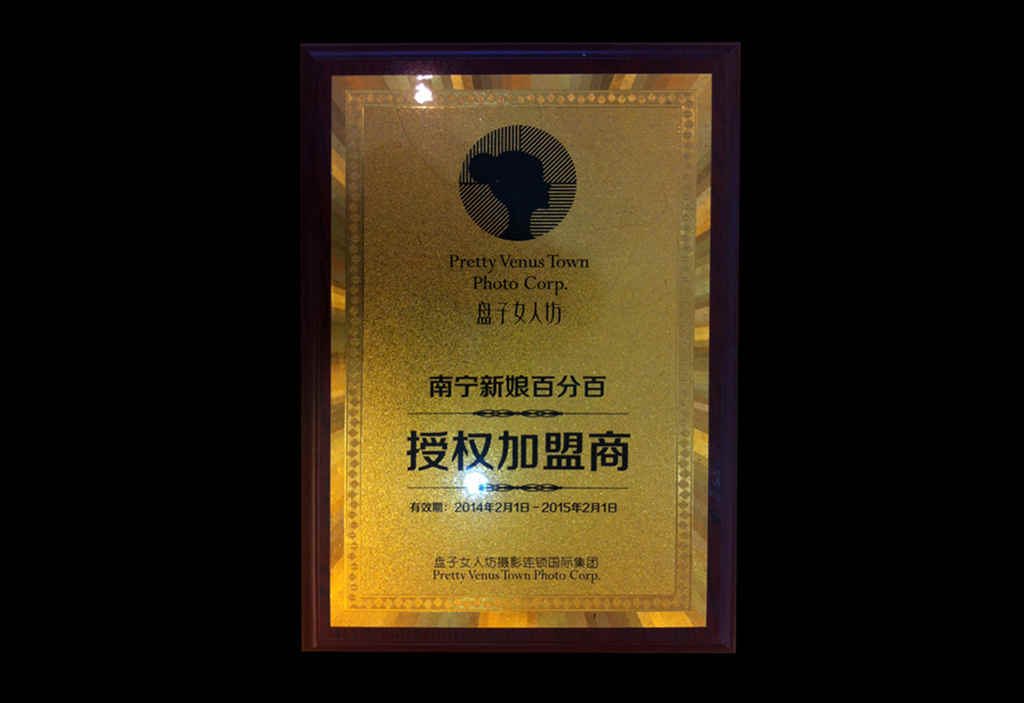 Pretty Venus Town
Photo Corp.
盘子女人坊
南宁新娘百分百
授权加盟商
有效期：2014年2月1日-2015年2月1日
盘子女人坊摄影连锁国际集团
Pretty Venus Town Photo Corp.